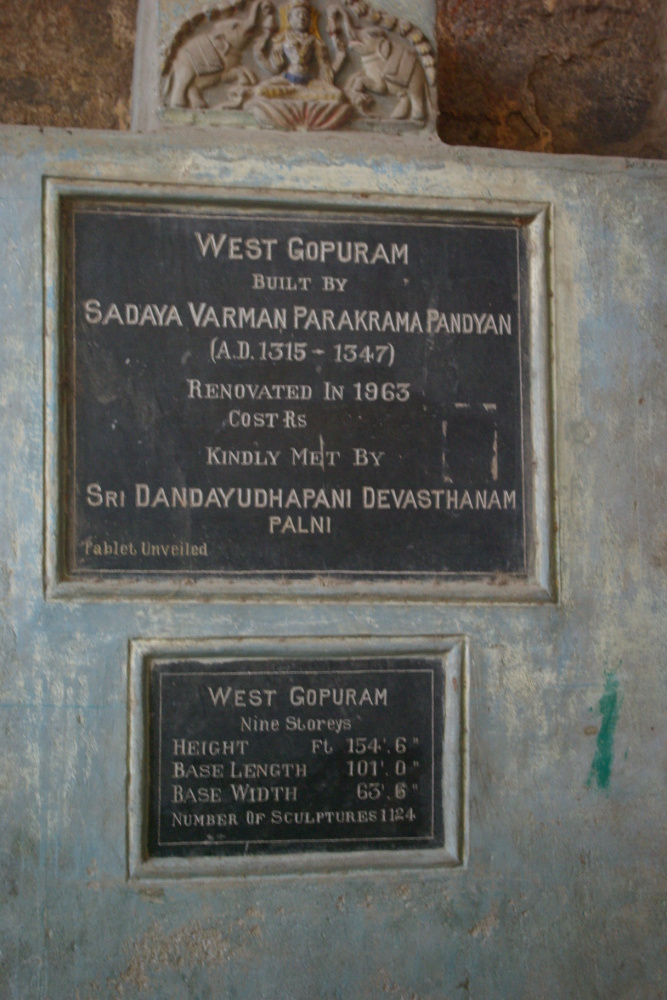 WEST GOPURAM
BUILT BY
SADAYA VARMAN PARAKRAMA PANDYAN
(A.D. 1315 - 1347)
RENOVATED IN 1963
COST RS
KINDLY MET BY
SRI DANDAYUDHAPANI DEVASTHANAM
PALNI
Tablet Unveiled
WEST GOPURAM
NINE STOREYS
HEIGHT Ft 154'.6"
BASE LENGTH 101'.0"
BASE WIDTH 63'.6"
NUMBER OF SCULPTURES 1124